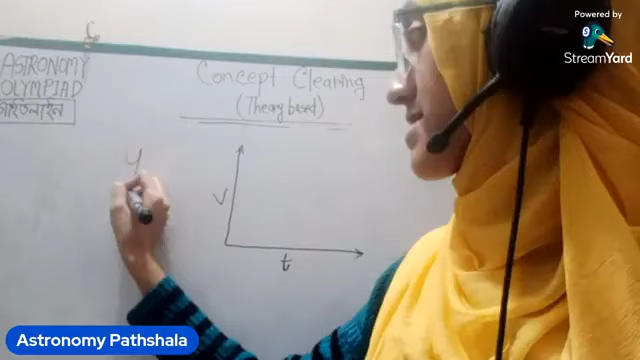 Powered by
StreamYard
ASTRONOMY
OLYMPIAD
গাইডলাইন
Concept Clearing
(Theory based)
y
V
t
Astronomy Pathshala